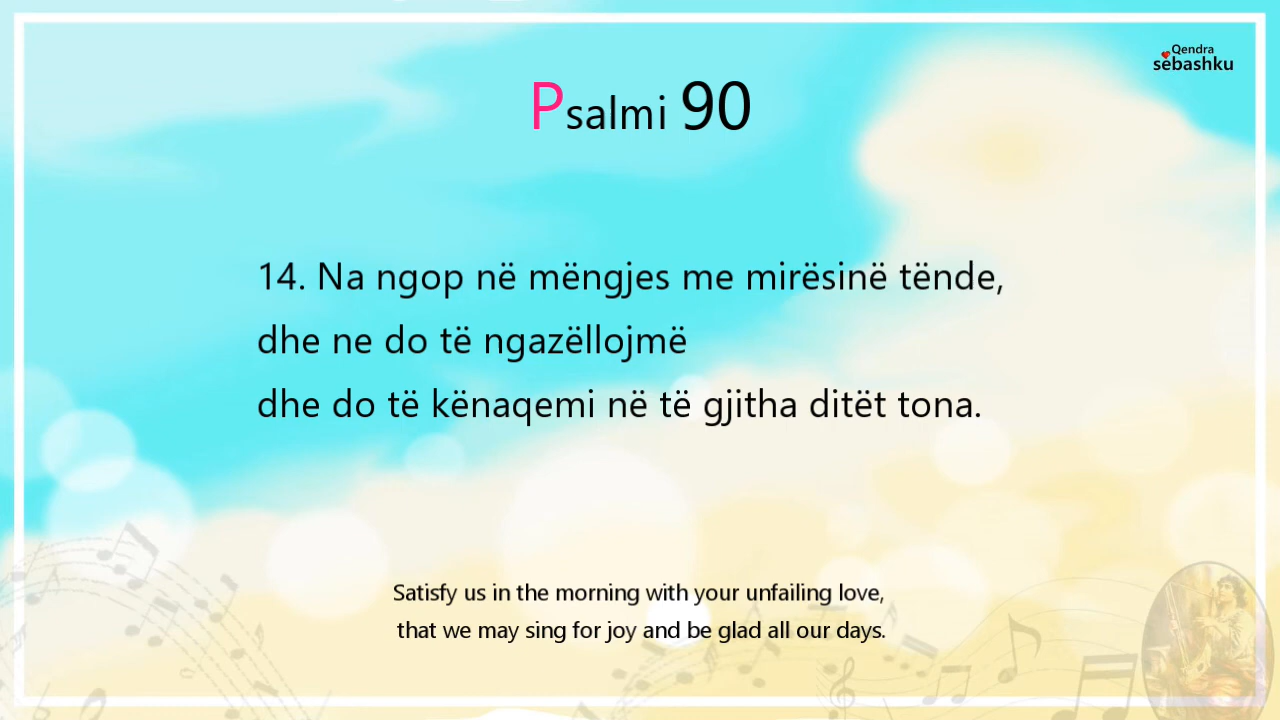 Qendra
sëbashku
Psalmi 90
14. Na ngop në mëngjes me mirësinë tënde,
dhe ne do të ngazëllojmë
dhe do të kënaqemi në të gjitha ditët tona.
Satisfy us in the morning with your unfailing love,
that we may sing for joy and be glad all our days.